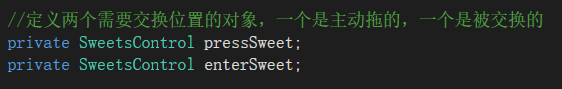 //定义两个需要交换位置的对象，一个是主动拖的，一个是被交换的
private SweetsControl pressSweet;
private SweetsControl enterSweet;